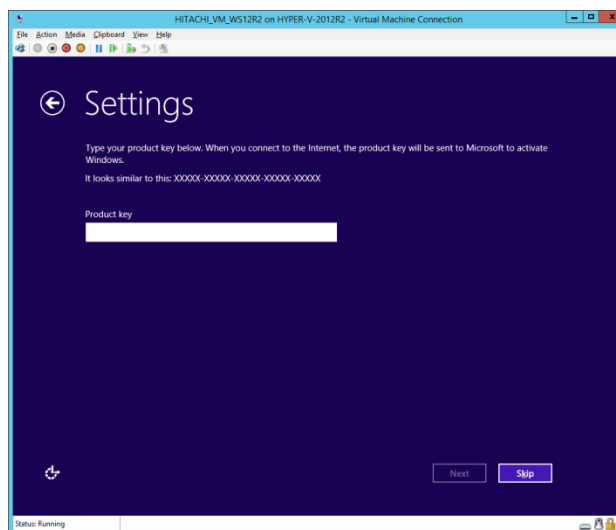 HITACHI_VM_WS12R2 on HYPER-V-2012R2 - Virtual Machine Connection
File Action Media Clipboard View Help
Settings
Type your product key below. When you connect to the Internet, the product key will be sent to Microsoft to activate
Windows.
It looks similar to this: XXXXX-XXXXX-XXXXX-XXXXX-XXXXX
Product key
Next Skip
Status: Running